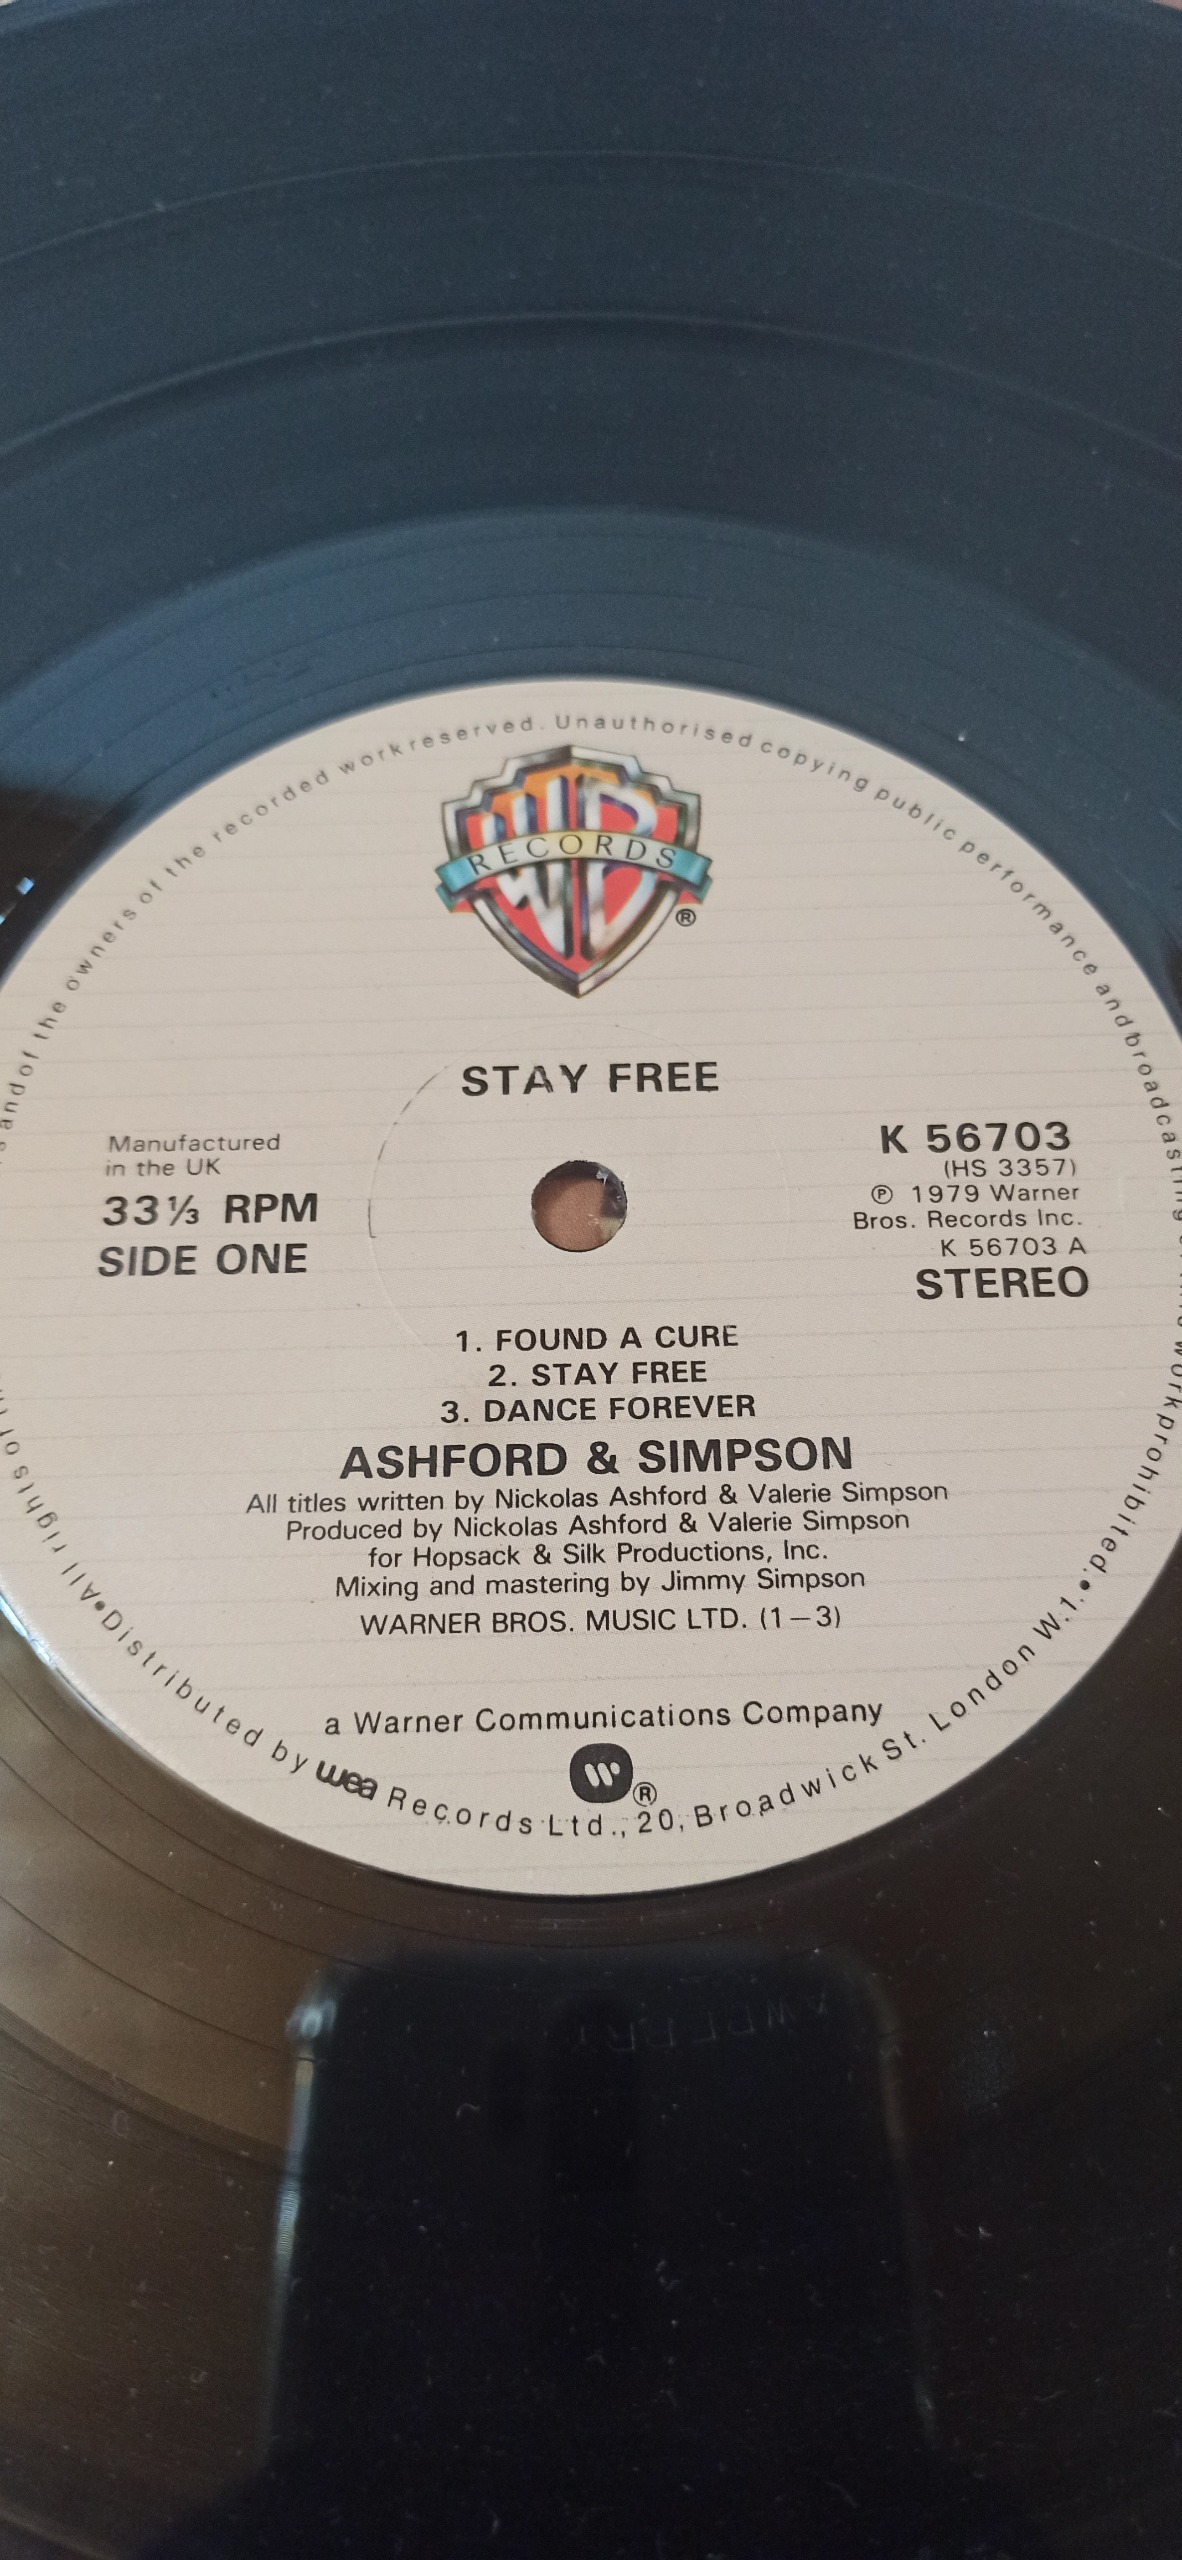 WB
RECORDS
®
STAY FREE
Manufactured
in the UK
33⅓ RPM
SIDE ONE
K 56703
(HS 3357)
℗ 1979 Warner
Bros. Records Inc.
K 56703 A
STEREO
1. FOUND A CURE
2. STAY FREE
3. DANCE FOREVER
ASHFORD & SIMPSON
All titles written by Nickolas Ashford & Valerie Simpson
Produced by Nickolas Ashford & Valerie Simpson
for Hopsack & Silk Productions, Inc.
Mixing and mastering by Jimmy Simpson
WARNER BROS. MUSIC LTD. (1—3)
a Warner Communications Company
®
All rights of and of the owners of the recorded work reserved. Unauthorised copying public performance and broadcasting work prohibited.
•Distributed by wea Records Ltd., 20, Broadwick St. London W.1.•